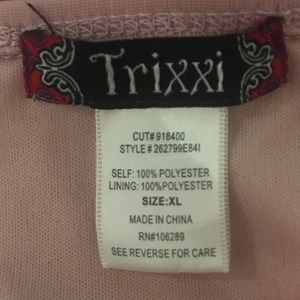 Trixxi
CUT# 918400
STYLE # 262799E84I
SELF: 100% POLYESTER
LINING: 100%POLYESTER
SIZE:XL
MADE IN CHINA
RN#106289
SEE REVERSE FOR CARE